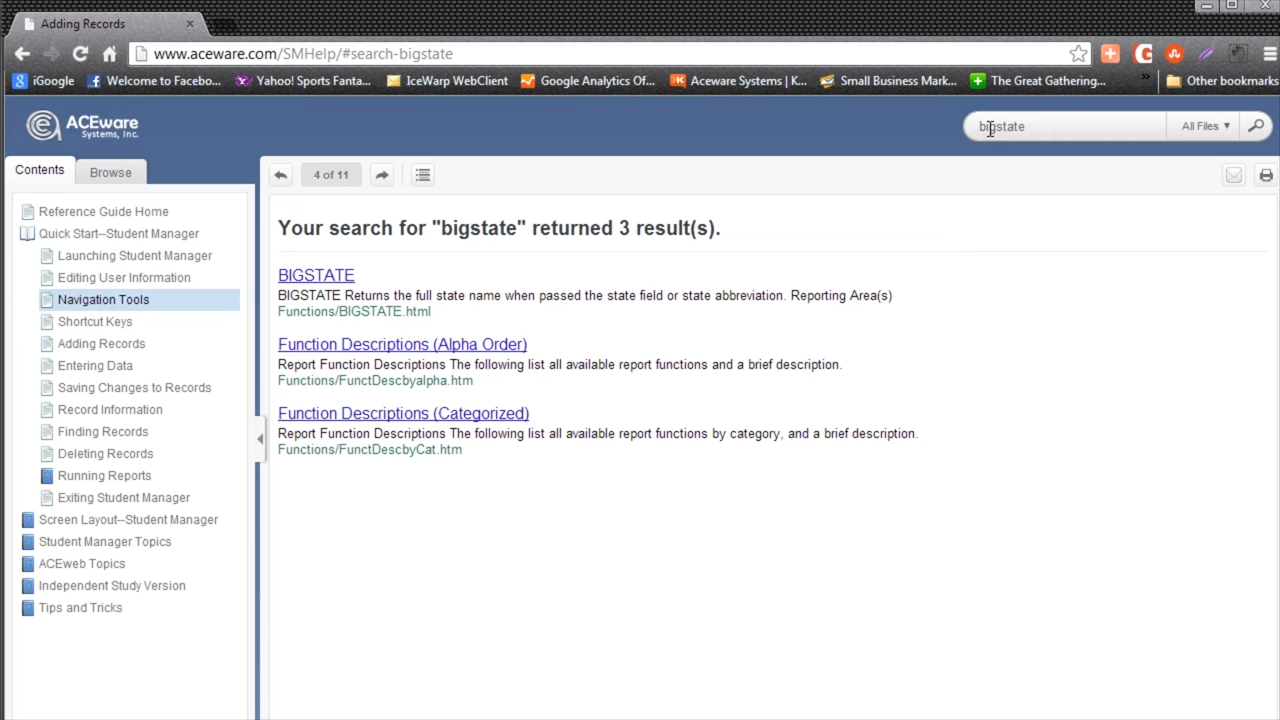 Adding Records
www.aceware.com/SMHelp/#search-bigstate
iGoogle
Welcome to Facebo...
Yahoo! Sports Fanta...
IceWarp WebClient
Google Analytics Of...
Aceware Systems | K...
Small Business Mark...
The Great Gathering...
Other bookmarks
ACEware
Systems, Inc.
bigstate
All Files
Contents
Browse
4 of 11
Reference Guide Home
Quick Start--Student Manager
Launching Student Manager
Editing User Information
Navigation Tools
Shortcut Keys
Adding Records
Entering Data
Saving Changes to Records
Record Information
Finding Records
Deleting Records
Running Reports
Exiting Student Manager
Screen Layout--Student Manager
Student Manager Topics
ACEweb Topics
Independent Study Version
Tips and Tricks
Your search for "bigstate" returned 3 result(s).
BIGSTATE
BIGSTATE Returns the full state name when passed the state field or state abbreviation. Reporting Area(s)
Functions/BIGSTATE.html
Function Descriptions (Alpha Order)
Report Function Descriptions The following list all available report functions and a brief description.
Functions/FunctDescbyalpha.htm
Function Descriptions (Categorized)
Report Function Descriptions The following list all available report functions by category, and a brief description.
Functions/FunctDescbyCat.htm